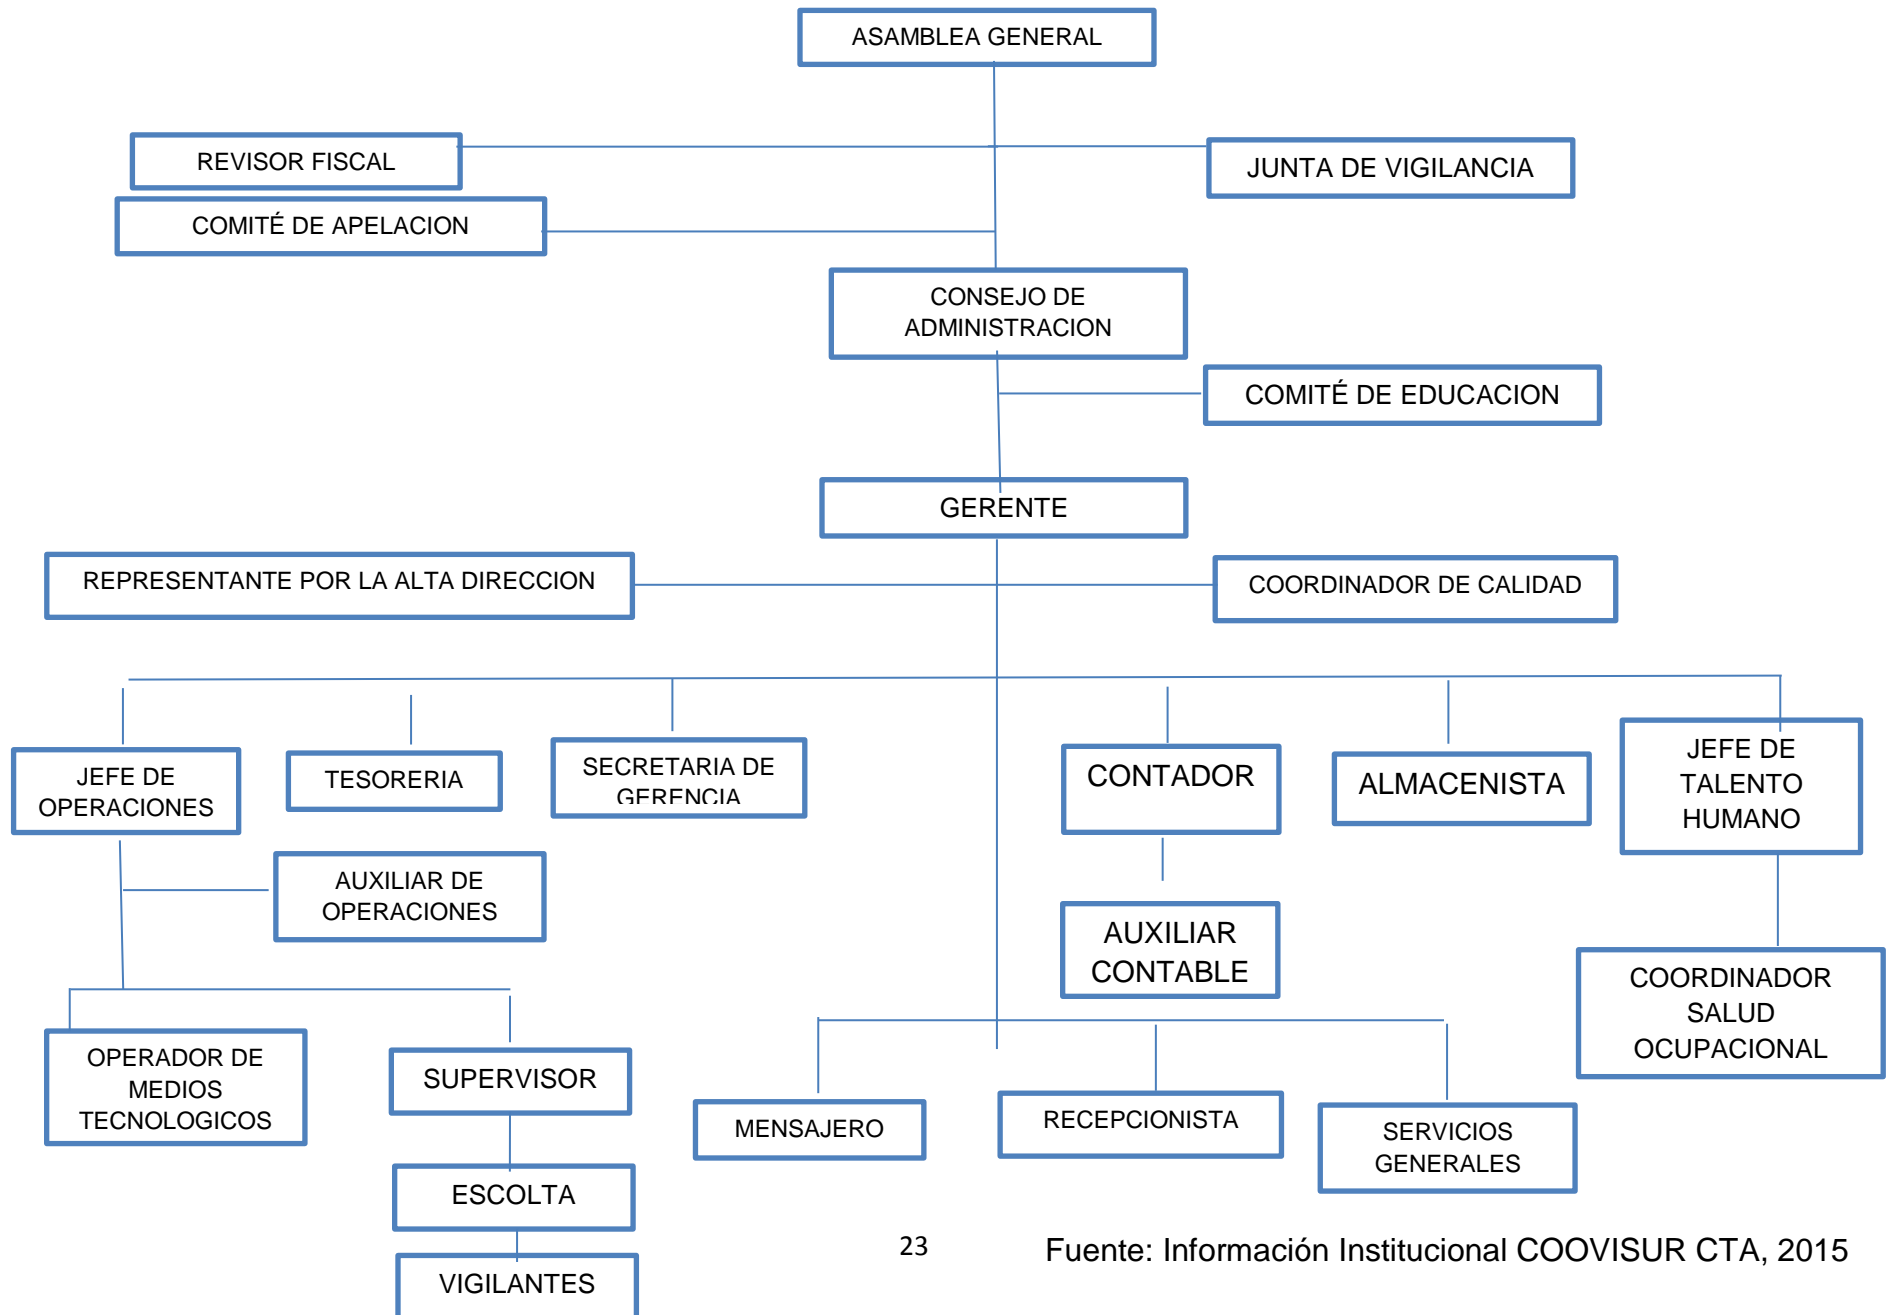 ASAMBLEA GENERAL
REVISOR FISCAL
JUNTA DE VIGILANCIA
COMITÉ DE APELACION
CONSEJO DE
ADMINISTRACION
COMITÉ DE EDUCACION
GERENTE
REPRESENTANTE POR LA ALTA DIRECCION
COORDINADOR DE CALIDAD
JEFE DE
OPERACIONES
TESORERIA
SECRETARIA DE
GERENCIA
CONTADOR
ALMACENISTA
JEFE DE
TALENTO
HUMANO
AUXILIAR DE
OPERACIONES
AUXILIAR
CONTABLE
COORDINADOR
SALUD
OCUPACIONAL
OPERADOR DE
MEDIOS
TECNOLOGICOS
SUPERVISOR
MENSAJERO
RECEPCIONISTA
SERVICIOS
GENERALES
ESCOLTA
VIGILANTES
23
Fuente: Información Institucional COOVISUR CTA, 2015